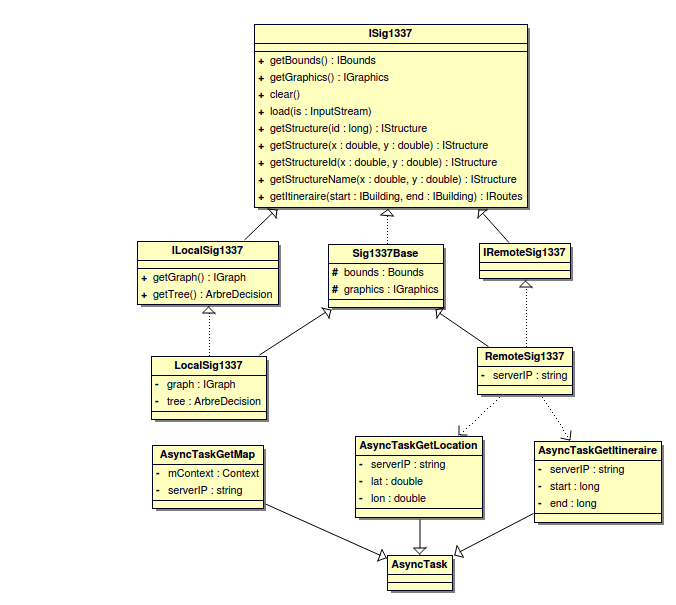 ISig1337
+ getBounds() : IBounds
+ getGraphics() : IGraphics
+ clear()
+ load(is : InputStream)
+ getStructure(id : long) : IStructure
+ getStructure(x : double, y : double) : IStructure
+ getStructureId(x : double, y : double) : IStructure
+ getStructureName(x : double, y : double) : IStructure
+ getItineraire(start : IBuilding, end : IBuilding) : IRoutes
ILocalSig1337
+ getGraph() : IGraph
+ getTree() : ArbreDecision
Sig1337Base
# bounds : Bounds
# graphics : IGraphics
IRemoteSig1337
LocalSig1337
- graph : IGraph
- tree : ArbreDecision
RemoteSig1337
- serverIP : string
AsyncTaskGetMap
- mContext : Context
- serverIP : string
AsyncTaskGetLocation
- serverIP : string
- lat : double
- lon : double
AsyncTaskGetItineraire
- serverIP : string
- start : long
- end : long
AsyncTask